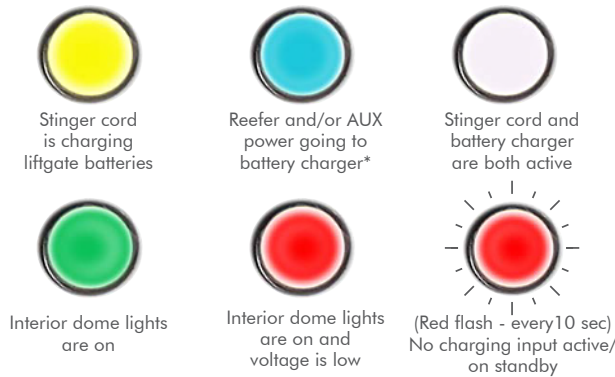 Stinger cord
is charging
liftgate batteries
Reefer and/or AUX
power going to
battery charger*
Stinger cord and
battery charger
are both active
Interior dome lights
are on
Interior dome lights
are on and
voltage is low
(Red flash - every10 sec)
No charging input active/
on standby